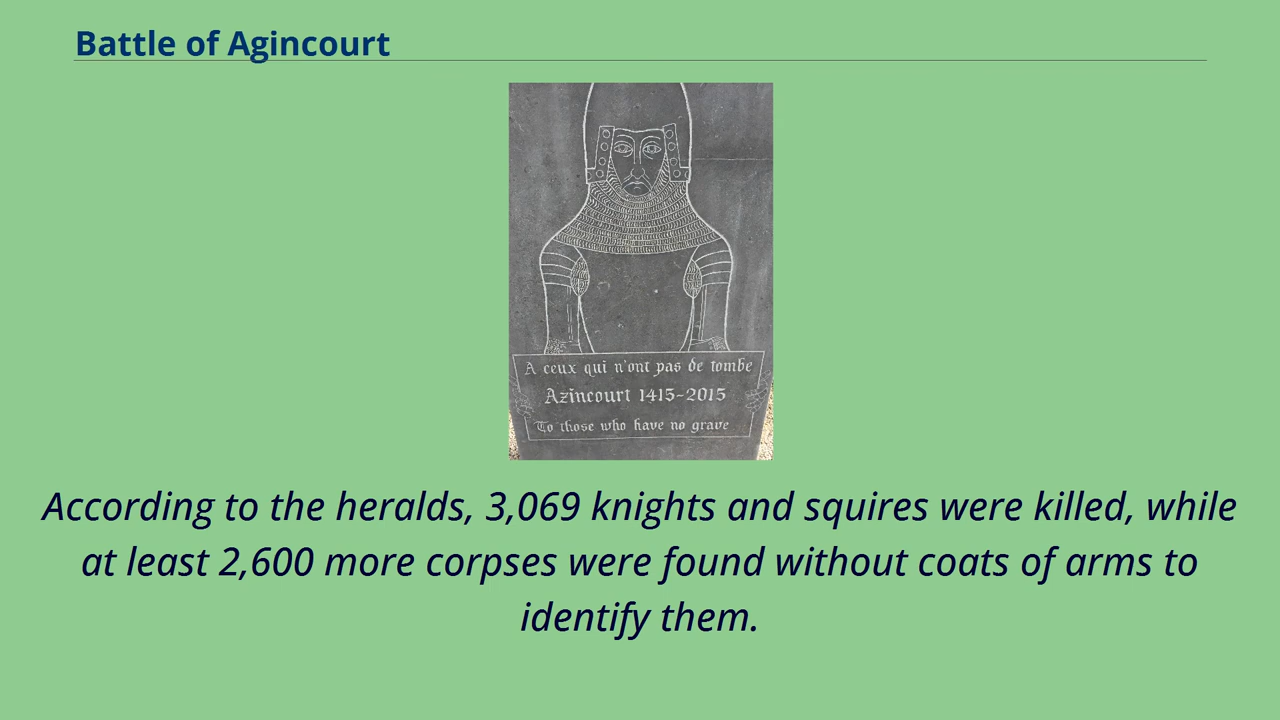 Battle of Agincourt
A ceux qui n'ont pas de tombe
Azincourt 1415-2015
To those who have no grave
According to the heralds, 3,069 knights and squires were killed, while
at least 2,600 more corpses were found without coats of arms to
identify them.